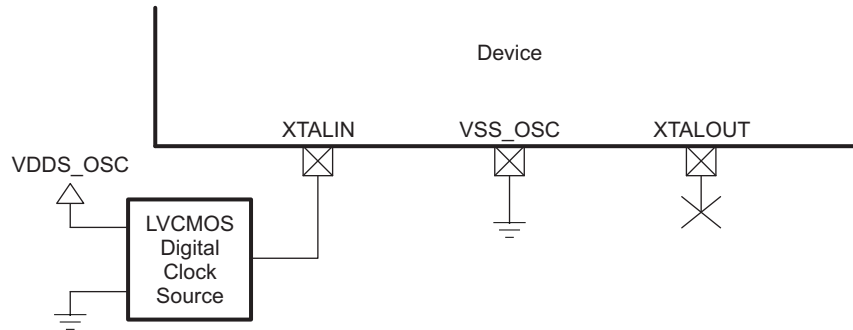 Device
XTALIN
VSS_OSC
XTALOUT
VDDS_OSC
LVCMOS
Digital
Clock
Source